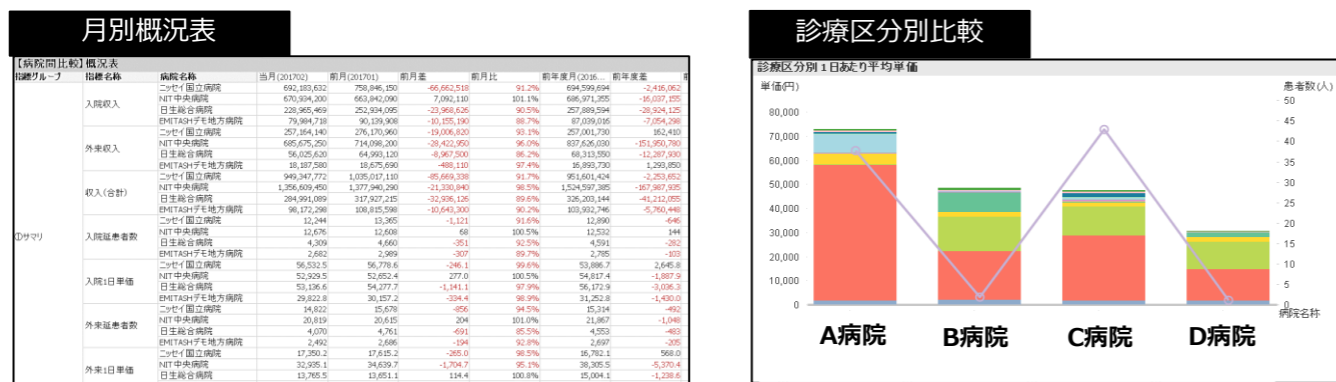 月別概況表
【病院間比較】概況表
指標グループ 指標名称 病院名称 当月(201702) 前月(201701) 前月差 前月比 前年度月(2016... 前年度差
①サマリ
入院収入 ニッセイ国立病院 692,183,632 758,846,150 -66,662,518 91.2% 694,599,694 -2,416,062
NIT中央病院 670,934,200 663,842,090 7,092,110 101.1% 686,971,355 -16,037,155
日生総合病院 228,965,469 252,934,095 -23,968,626 90.5% 257,889,594 -28,924,125
EMITASHデモ地方病院 79,984,718 90,139,908 -10,155,190 88.7% 87,039,016 -7,054,298
外来収入 ニッセイ国立病院 257,164,140 276,170,960 -19,006,820 93.1% 257,001,730 162,410
NIT中央病院 685,675,250 714,098,200 -28,422,950 96.0% 837,626,030 -151,950,780
日生総合病院 56,025,620 64,993,120 -8,967,500 86.2% 68,313,550 -12,287,930
EMITASHデモ地方病院 18,187,580 18,675,690 -488,110 97.4% 16,893,730 1,293,850
収入(合計) ニッセイ国立病院 949,347,772 1,035,017,110 -85,669,338 91.7% 951,601,424 -2,253,652
NIT中央病院 1,356,609,450 1,377,940,290 -21,330,840 98.5% 1,524,597,385 -167,987,935
日生総合病院 284,991,089 317,927,215 -32,936,126 89.6% 326,203,144 -41,212,055
EMITASHデモ地方病院 98,172,298 108,815,598 -10,643,300 90.2% 103,932,746 -5,760,448
入院延患者数 ニッセイ国立病院 12,244 13,365 -1,121 91.6% 12,890 -646
NIT中央病院 12,676 12,608 68 100.5% 12,532 144
日生総合病院 4,309 4,660 -351 92.5% 4,591 -282
EMITASHデモ地方病院 2,682 2,989 -307 89.7% 2,785 -103
入院1日単価 ニッセイ国立病院 56,532.5 56,778.6 -246.1 99.6% 53,886.7 2,645.8
NIT中央病院 52,929.5 52,652.4 277.0 100.5% 54,817.4 -1,887.9
日生総合病院 53,136.6 54,277.7 -1,141.1 97.9% 56,172.9 -3,036.3
EMITASHデモ地方病院 29,822.8 30,157.2 -334.4 98.9% 31,252.8 -1,430.0
外来延患者数 ニッセイ国立病院 14,822 15,678 -856 94.5% 15,314 -492
NIT中央病院 20,819 20,615 204 101.0% 21,867 -1,048
日生総合病院 4,070 4,761 -691 85.5% 4,553 -483
EMITASHデモ地方病院 2,492 2,686 -194 92.8% 2,697 -205
外来1日単価 ニッセイ国立病院 17,350.2 17,615.2 -265.0 98.5% 16,782.1 568.0
NIT中央病院 32,935.1 34,639.7 -1,704.7 95.1% 38,305.5 -5,370.4
日生総合病院 13,765.5 13,651.1 114.4 100.8% 15,004.1 -1,238.6
診療区分別比較
診療区分別1日あたり平均単価
単価(円)
患者数(人)
80,000
70,000
60,000
50,000
40,000
30,000
20,000
10,000
0
50
45
40
35
30
25
20
15
10
5
0
病院名称
A病院 B病院 C病院 D病院